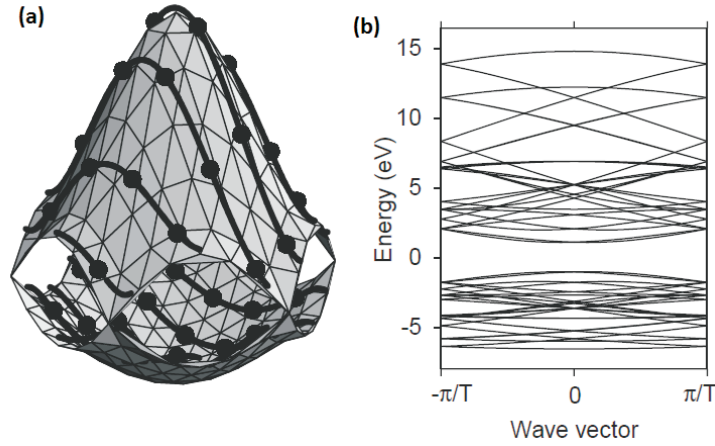 (a)
(b)
15
10
5
0
-5
Energy (eV)
-π/T
0
π/T
Wave vector